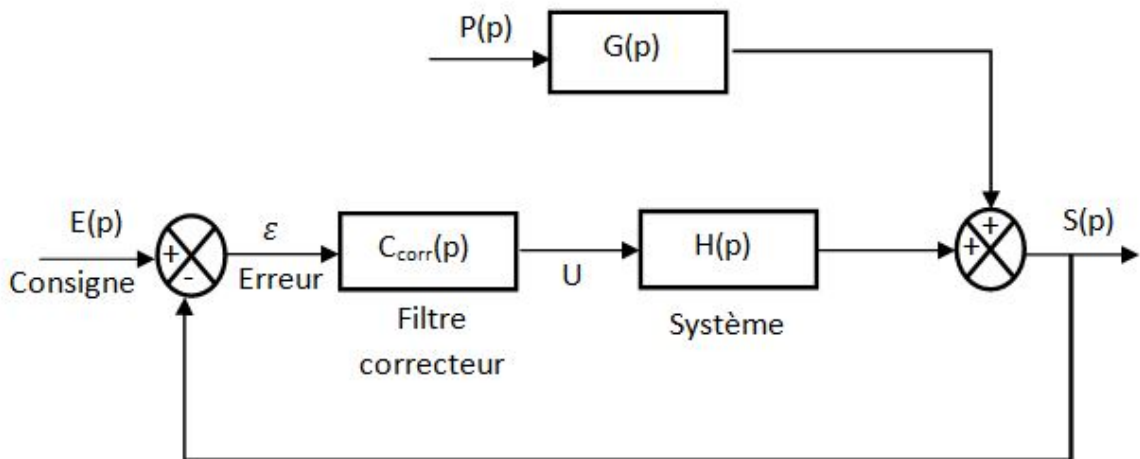 P(p)
G(p)
E(p)
Consigne
+
-
ε
Erreur
Ccorr(p)
Filtre
correcteur
U
H(p)
Système
+
+
S(p)